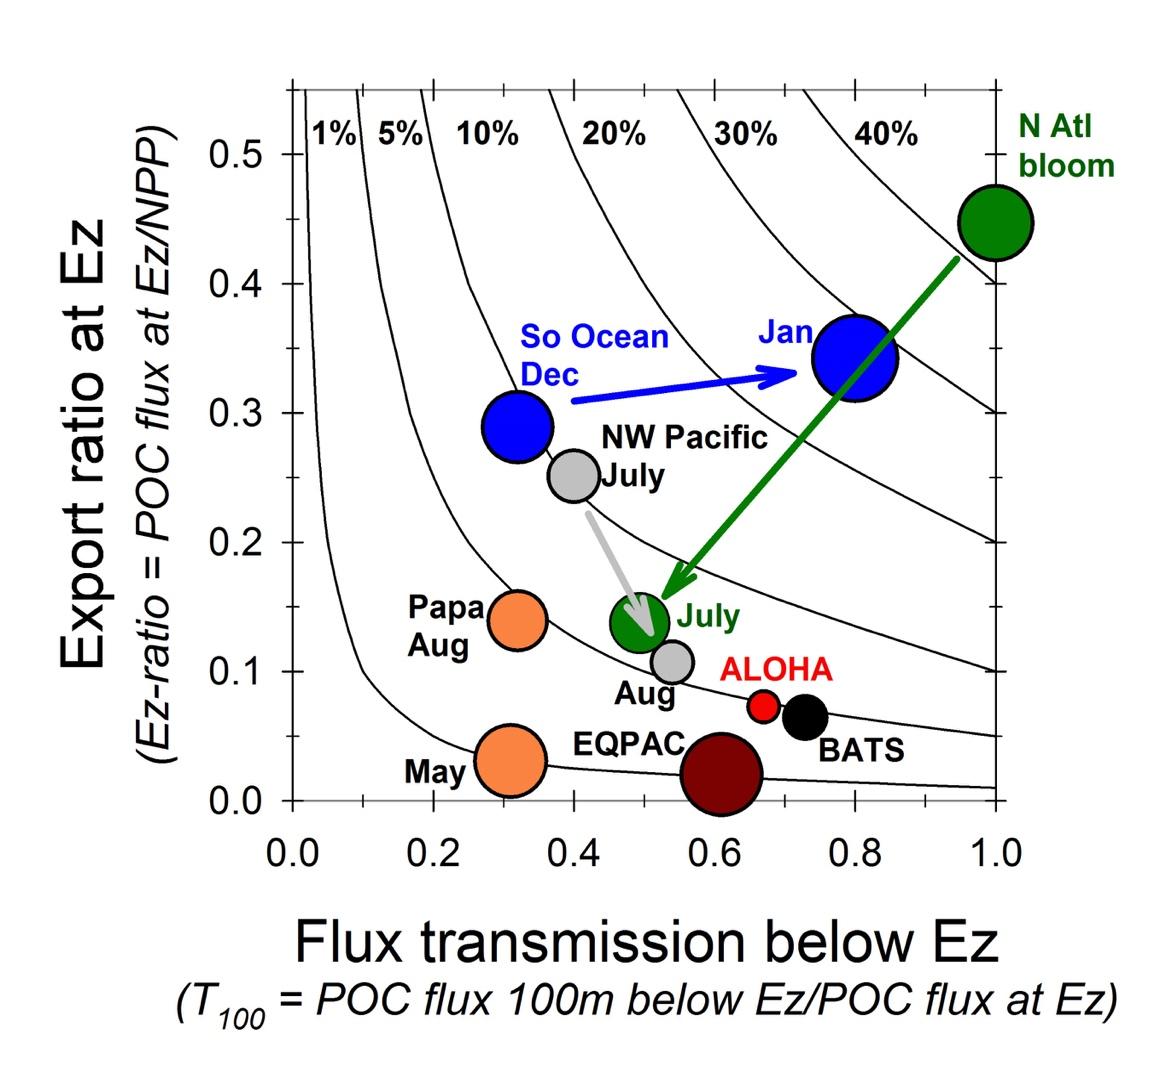 1% 5% 10% 20% 30% 40%
N Atl
bloom
0.5
0.4
0.3
0.2
0.1
0.0
Export ratio at Ez
(Ez-ratio = POC flux at Ez/NPP)
So Ocean
Dec
Jan
NW Pacific
July
Papa
Aug
July
Aug
ALOHA
EQPAC
BATS
May
0.0 0.2 0.4 0.6 0.8 1.0
Flux transmission below Ez
(T100 = POC flux 100m below Ez/POC flux at Ez)